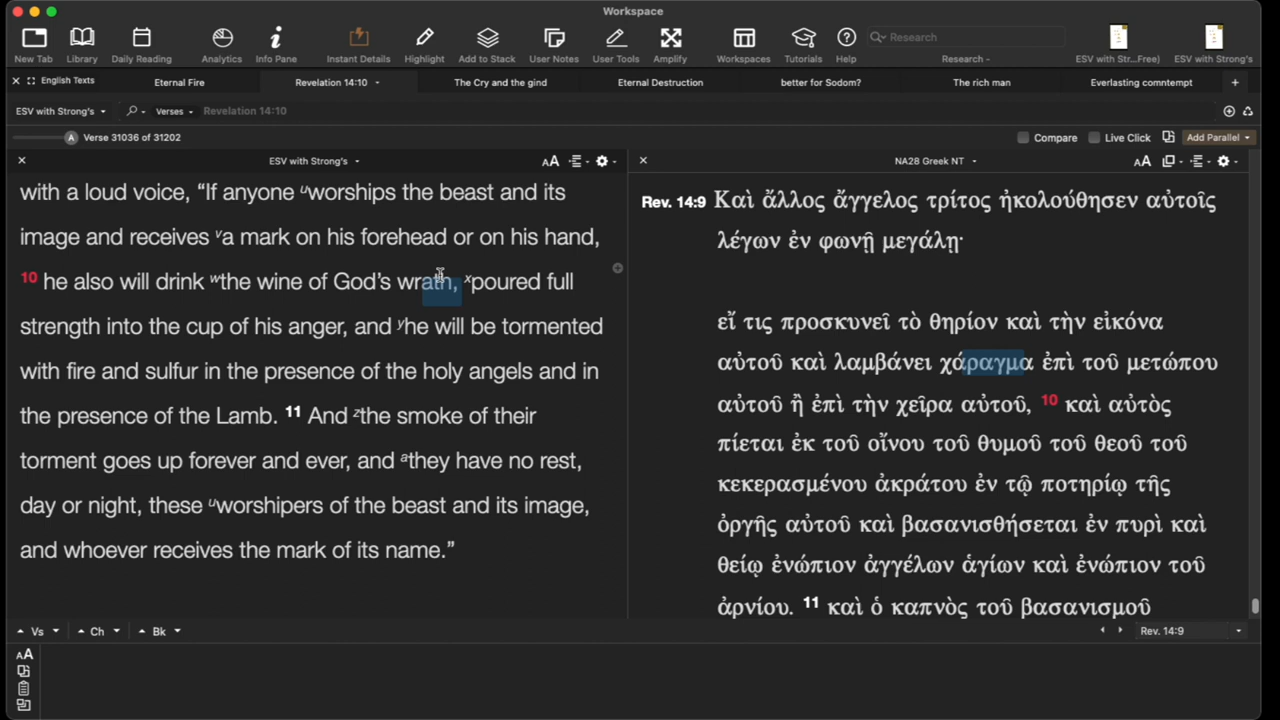 Workspace
New Tab Library Daily Reading Analytics Info Pane Instant Details Highlight Add to Stack User Notes User Tools Amplify Workspaces Tutorials Help Research Research - ESV with Str...Free) ESV with Strong's
English Texts Eternal Fire Revelation 14:10 The Cry and the gind Eternal Destruction better for Sodom? The rich man Everlasting comntempt +
ESV with Strong's Verses Revelation 14:10
A Verse 31036 of 31202 Compare Live Click Add Parallel
ESV with Strong's AA
with a loud voice, “If anyone ᵘworships the beast and its
image and receives ᵛa mark on his forehead or on his hand,
10 he also will drink ʷthe wine of God’s wrath, ˣpoured full
strength into the cup of his anger, and ʸhe will be tormented
with fire and sulfur in the presence of the holy angels and in
the presence of the Lamb. 11 And ᶻthe smoke of their
torment goes up forever and ever, and ᵃthey have no rest,
day or night, these ᵘworshipers of the beast and its image,
and whoever receives the mark of its name.”
NA28 Greek NT AA
Rev. 14:9 Καὶ ἄλλος ἄγγελος τρίτος ἠκολούθησεν αὐτοῖς
λέγων ἐν φωνῇ μεγάλῃ·
εἴ τις προσκυνεῖ τὸ θηρίον καὶ τὴν εἰκόνα
αὐτοῦ καὶ λαμβάνει χάραγμα ἐπὶ τοῦ μετώπου
αὐτοῦ ἢ ἐπὶ τὴν χεῖρα αὐτοῦ, 10 καὶ αὐτὸς
πίεται ἐκ τοῦ οἴνου τοῦ θυμοῦ τοῦ θεοῦ τοῦ
κεκερασμένου ἀκράτου ἐν τῷ ποτηρίῳ τῆς
ὀργῆς αὐτοῦ καὶ βασανισθήσεται ἐν πυρὶ καὶ
θείῳ ἐνώπιον ἀγγέλων ἁγίων καὶ ἐνώπιον τοῦ
ἀρνίου. 11 καὶ ὁ καπνὸς τοῦ βασανισμοῦ
Vs Ch Bk Rev. 14:9
AA